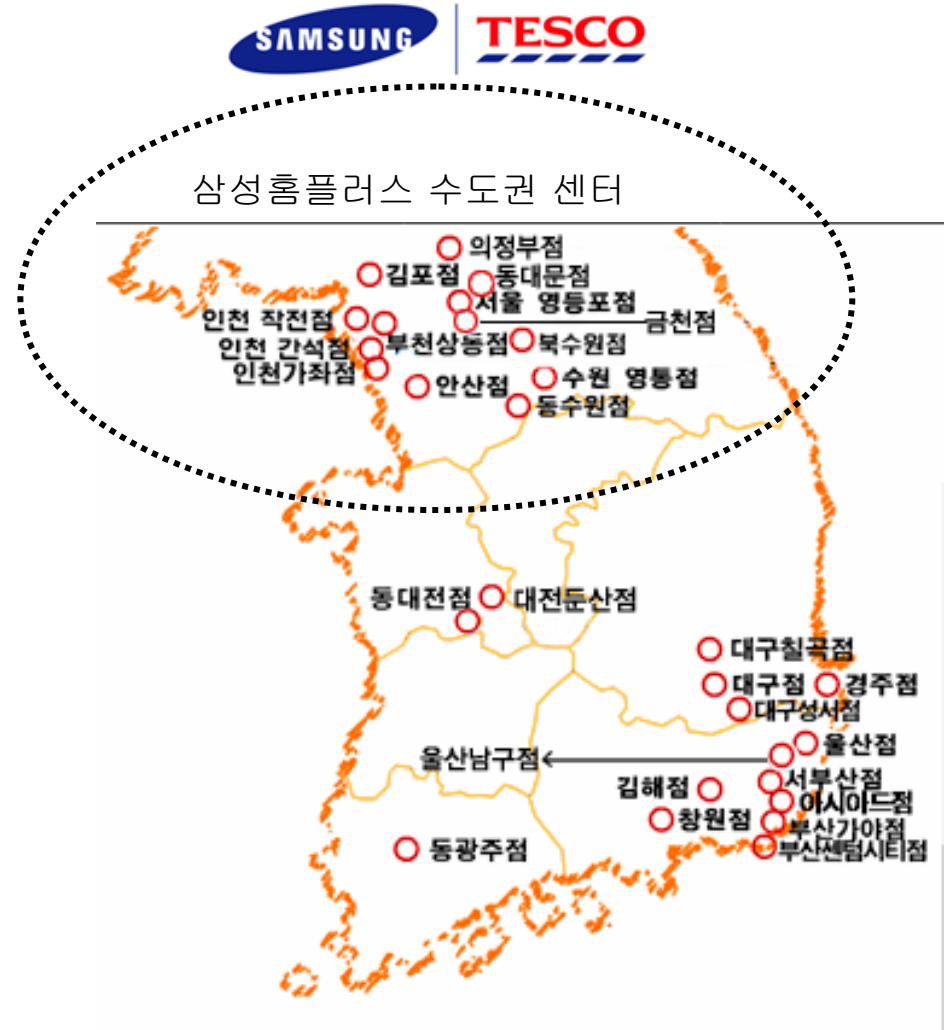 SAMSUNG
TESCO
삼성홈플러스 수도권 센터
의정부점
김포점
동대문점
서울 영등포점
인천 작전점
금천점
부천상동점
북수원점
인천 간석점
인천가좌점
안산점
수원 영통점
동수원점
동대전점
대전둔산점
대구칠곡점
대구점
경주점
대구성서점
울산점
울산남구점
서부산점
김해점
아시아드점
창원점
부산가야점
동광주점
부산센텀시티점